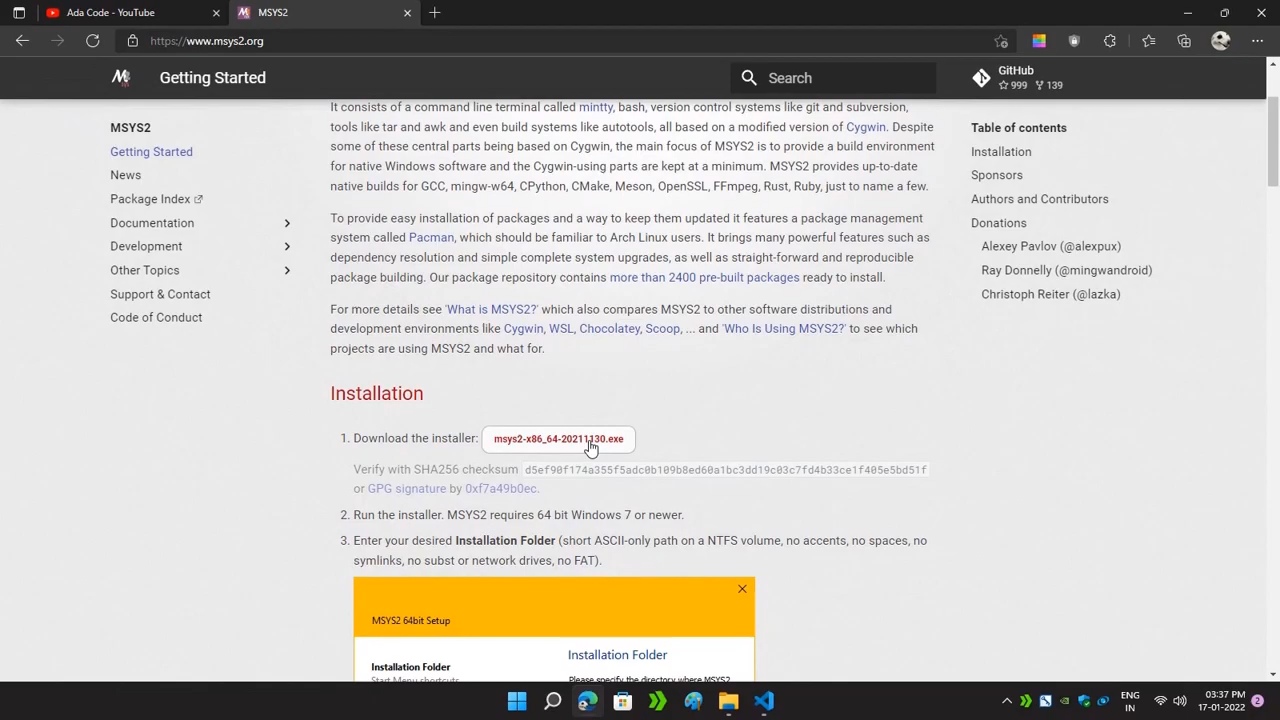 Ada Code - YouTube
MSYS2
https://www.msys2.org
Getting Started
Search
GitHub
999 139
MSYS2
Getting Started
News
Package Index
Documentation
Development
Other Topics
Support & Contact
Code of Conduct
It consists of a command line terminal called mintty, bash, version control systems like git and subversion,
tools like tar and awk and even build systems like autotools, all based on a modified version of Cygwin. Despite
some of these central parts being based on Cygwin, the main focus of MSYS2 is to provide a build environment
for native Windows software and the Cygwin-using parts are kept at a minimum. MSYS2 provides up-to-date
native builds for GCC, mingw-w64, CPython, CMake, Meson, OpenSSL, FFmpeg, Rust, Ruby, just to name a few.
To provide easy installation of packages and a way to keep them updated it features a package management
system called Pacman, which should be familiar to Arch Linux users. It brings many powerful features such as
dependency resolution and simple complete system upgrades, as well as straight-forward and reproducible
package building. Our package repository contains more than 2400 pre-built packages ready to install.
For more details see 'What is MSYS2?' which also compares MSYS2 to other software distributions and
development environments like Cygwin, WSL, Chocolatey, Scoop, ... and 'Who Is Using MSYS2?' to see which
projects are using MSYS2 and what for.
Installation
1. Download the installer: msys2-x86_64-20211130.exe
Verify with SHA256 checksum d5ef90f174a355f5adc0b109b8ed60a1bc3dd19c03c7fd4b33ce1f405e5bd51f
or GPG signature by 0xf7a49b0ec.
2. Run the installer. MSYS2 requires 64 bit Windows 7 or newer.
3. Enter your desired Installation Folder (short ASCII-only path on a NTFS volume, no accents, no spaces, no
symlinks, no subst or network drives, no FAT).
MSYS2 64bit Setup
Installation Folder
Installation Folder
Please specify the directory where MSYS2
Start Menu shortcuts
Table of contents
Installation
Sponsors
Authors and Contributors
Donations
Alexey Pavlov (@alexpux)
Ray Donnelly (@mingwandroid)
Christoph Reiter (@lazka)
ENG
IN
03:37 PM
17-01-2022
2